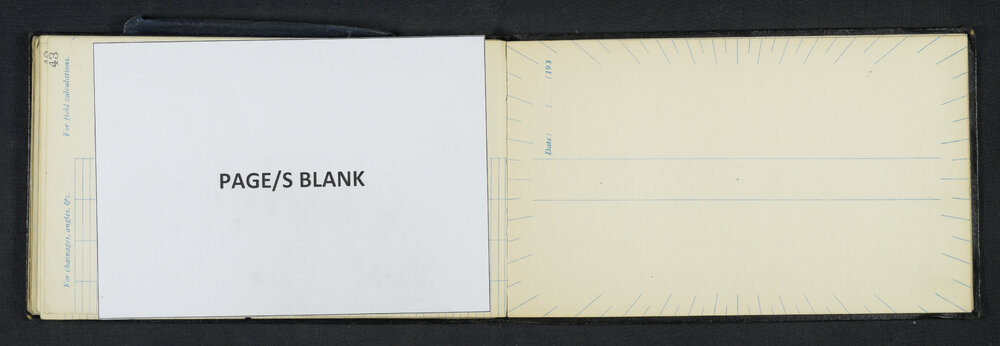 43
For field calculations.
For chainages, angles, &c.
PAGE/S BLANK
Date: / /193